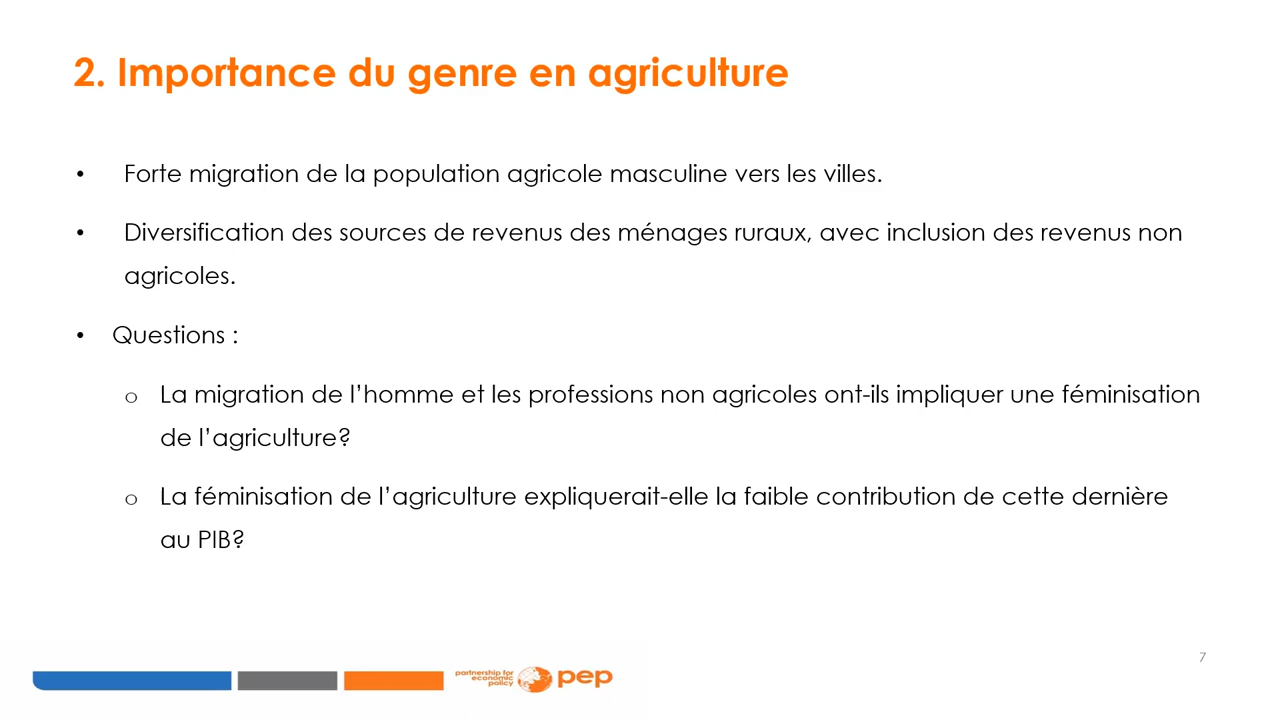 2. Importance du genre en agriculture
• Forte migration de la population agricole masculine vers les villes.
• Diversification des sources de revenus des ménages ruraux, avec inclusion des revenus non
agricoles.
• Questions :
o La migration de l’homme et les professions non agricoles ont-ils impliquer une féminisation
de l’agriculture?
o La féminisation de l’agriculture expliquerait-elle la faible contribution de cette dernière
au PIB?
7
partnership for
economic
policy
pep